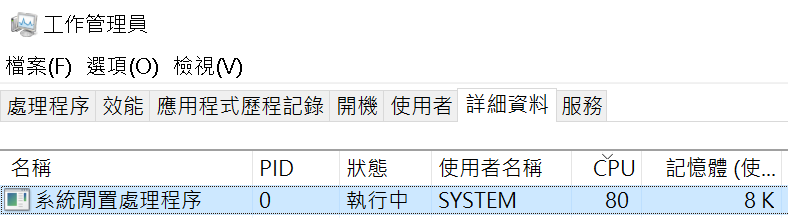 工作管理員
檔案(F) 選項(O) 檢視(V)
處理程序 效能 應用程式歷程記錄 開機 使用者 詳細資料 服務
名稱 PID 狀態 使用者名稱 CPU 記憶體 (使...
系統閒置處理程序 0 執行中 SYSTEM 80 8 K